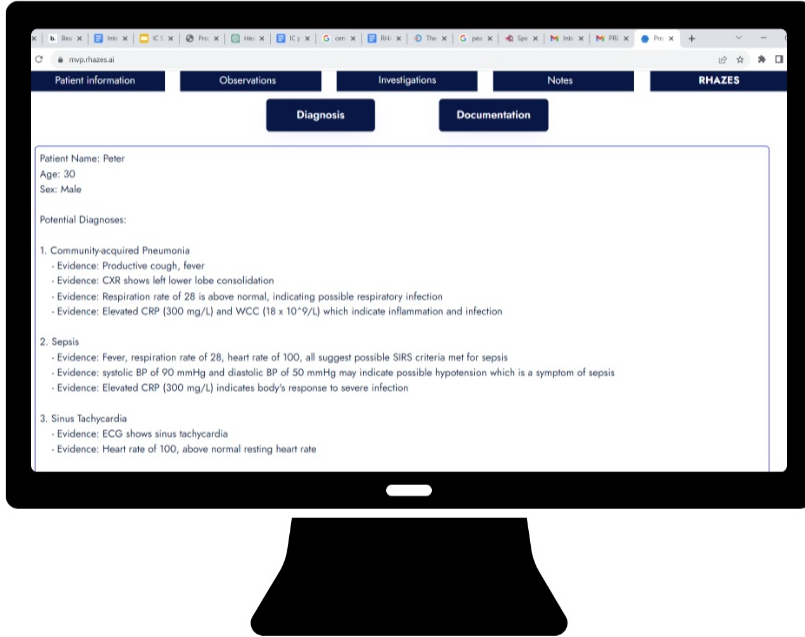 mvp.rhazes.ai
Patient information
Observations
Investigations
Notes
RHAZES
Diagnosis
Documentation
Patient Name: Peter
Age: 30
Sex: Male
Potential Diagnoses:
1. Community-acquired Pneumonia
- Evidence: Productive cough, fever
- Evidence: CXR shows left lower lobe consolidation
- Evidence: Respiration rate of 28 is above normal, indicating possible respiratory infection
- Evidence: Elevated CRP (300 mg/L) and WCC (18 x 10^9/L) which indicate inflammation and infection
2. Sepsis
- Evidence: Fever, respiration rate of 28, heart rate of 100, all suggest possible SIRS criteria met for sepsis
- Evidence: systolic BP of 90 mmHg and diastolic BP of 50 mmHg may indicate possible hypotension which is a symptom of sepsis
- Evidence: Elevated CRP (300 mg/L) indicates body's response to severe infection
3. Sinus Tachycardia
- Evidence: ECG shows sinus tachycardia
- Evidence: Heart rate of 100, above normal resting heart rate